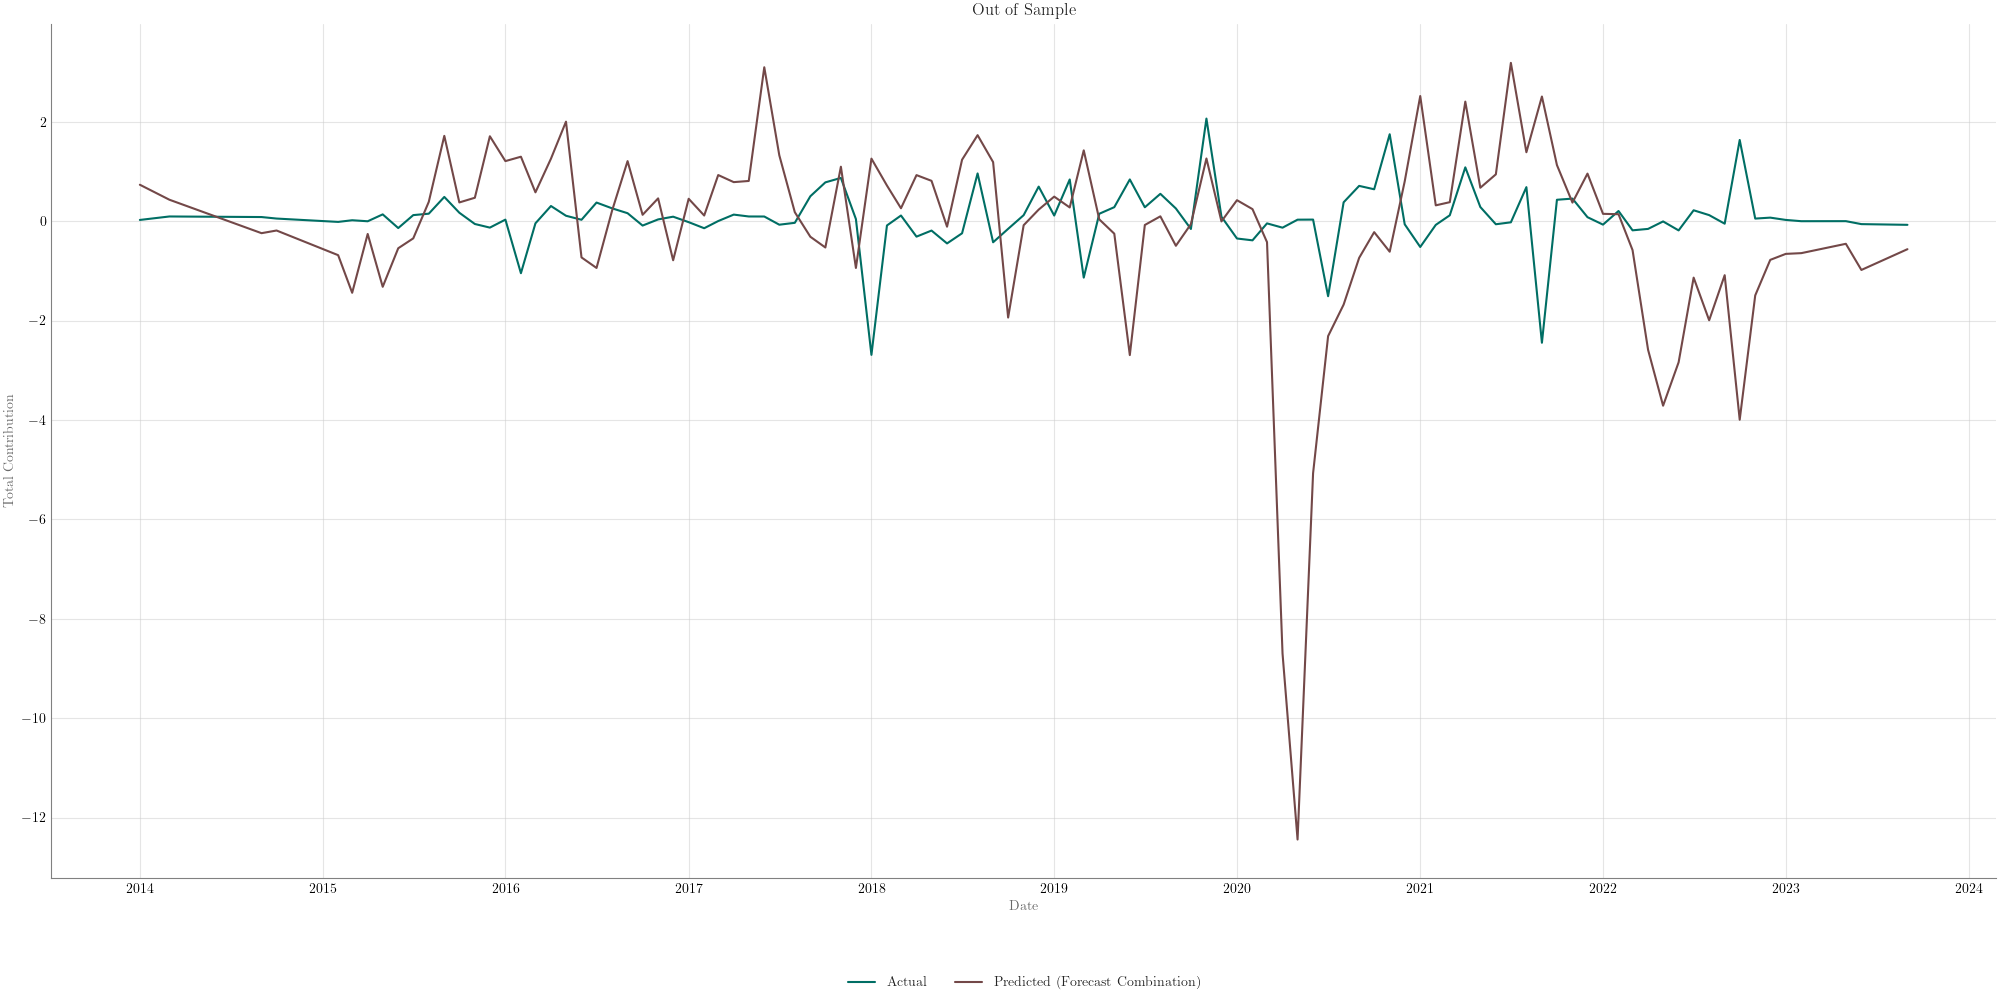 Out of Sample
2
0
−2
−4
−6
−8
−10
−12
Total Contribution
2014 2015 2016 2017 2018 2019 2020 2021 2022 2023 2024
Date
Actual Predicted (Forecast Combination)